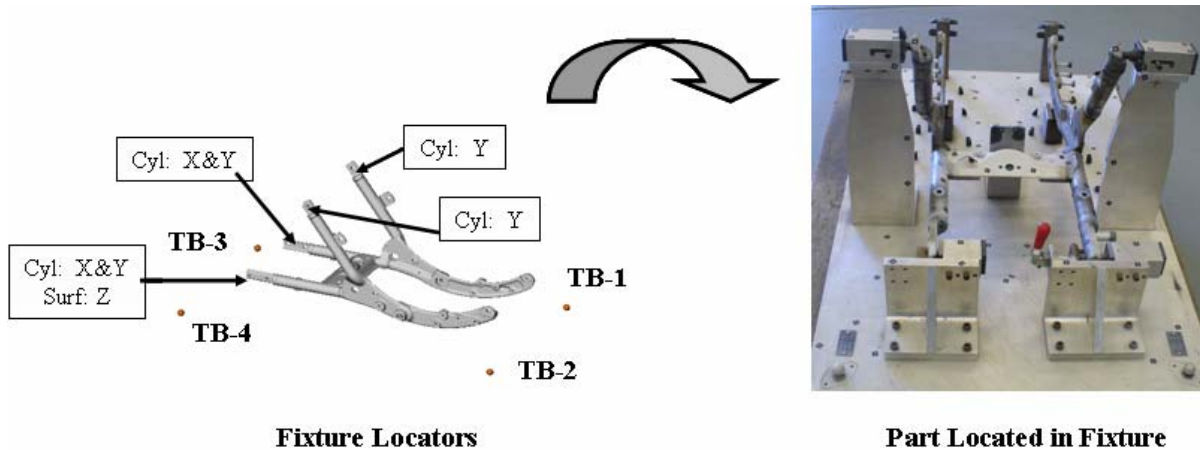 Cyl: Y
Cyl: X&Y
Cyl: Y
TB-3
Cyl: X&Y
Surf: Z
TB-1
TB-4
TB-2
Fixture Locators
Part Located in Fixture